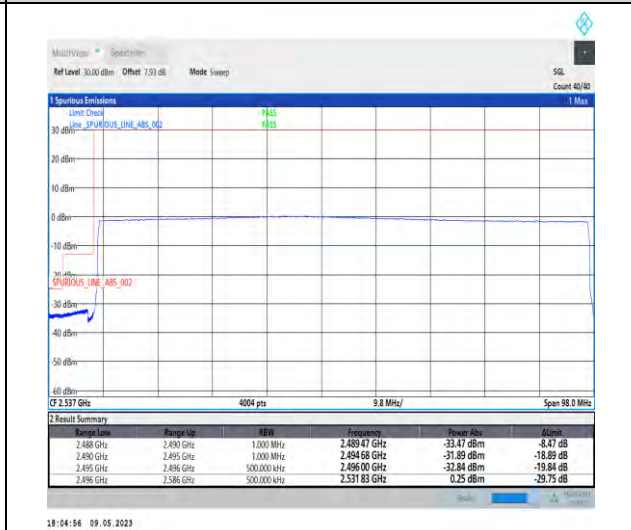 MultiView Spectrum
Ref Level 30.00 dBm Offset 7.93 dB Mode Sweep SGL
Count 40/40
1 Spurious Emissions 1 Max
Limit Check PASS
30 dBm Line _SPURIOUS_LINE_ABS_002 PASS
20 dBm
10 dBm
0 dBm
-10 dBm
-20 dBm
SPURIOUS_LINE_ABS_002
-30 dBm
-40 dBm
-50 dBm
-60 dBm
CF 2.537 GHz 4004 pts 9.8 MHz/ Span 98.0 MHz
2 Result Summary
Range Low Range Up RBW Frequency Power Abs ΔLimit
2.488 GHz 2.490 GHz 1.000 MHz 2.489 47 GHz -33.47 dBm -8.47 dB
2.490 GHz 2.495 GHz 1.000 MHz 2.494 68 GHz -31.89 dBm -18.89 dB
2.495 GHz 2.496 GHz 500.000 kHz 2.496 00 GHz -32.84 dBm -19.84 dB
2.496 GHz 2.586 GHz 500.000 kHz 2.531 83 GHz 0.25 dBm -29.75 dB
18:04:56 09.05.2023